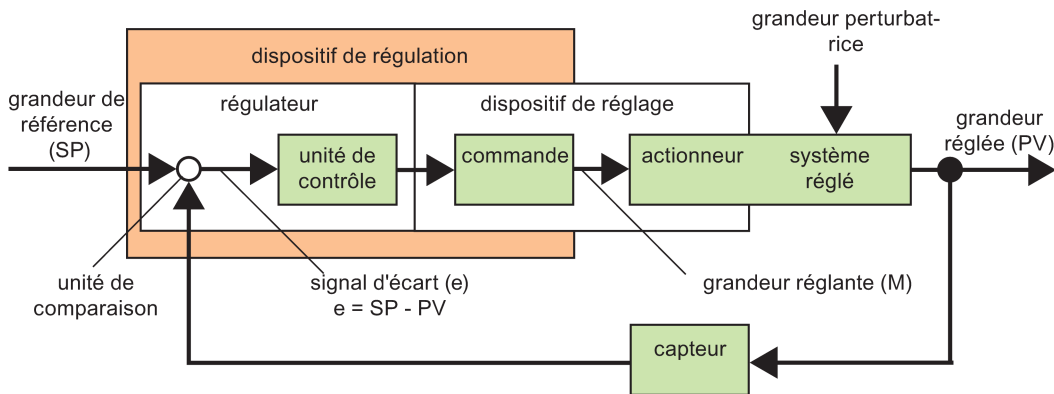 grandeur perturbat-
rice
dispositif de régulation
grandeur de
référence
(SP)
régulateur
dispositif de réglage
grandeur
réglée (PV)
unité de
contrôle
commande
actionneur
système
réglé
unité de
comparaison
signal d'écart (e)
e = SP - PV
grandeur réglante (M)
capteur